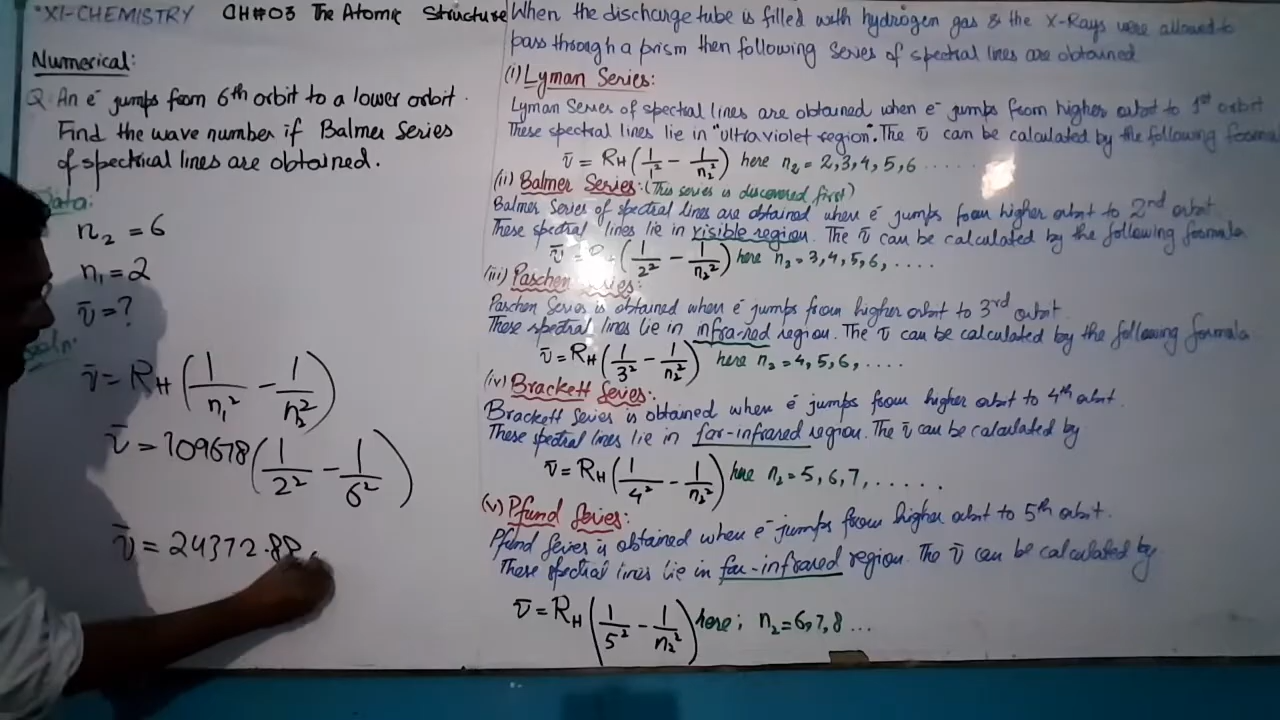 XI-CHEMISTRY CH#03 The Atomic Structure
Numerical:
Q: An e⁻ jumps from 6th orbit to a lower orbit.
Find the wave number if Balmer Series
of spectrical lines are obtained.
Data:
n₂ = 6
n₁ = 2
ν̄ = ?
Soln:
ν̄ = R_H (1/n₁² − 1/n₂²)
ν̄ = 109678 (1/2² − 1/6²)
ν̄ = 24372.88
When the discharge tube is filled with hydrogen gas & the X-Rays were allowed to
pass through a prism then following series of spectral lines are obtained
(i) Lyman Series:
Lyman Series of spectral lines are obtained when e⁻ jumps from higher orbit to 1st orbit
These spectral lines lie in "ultraviolet region". The ν̄ can be calculated by the following formula
ν̄ = R_H (1/1² − 1/n₂²) here n₂ = 2,3,4,5,6 ......
(ii) Balmer Series: (This series is discovered first)
Balmer Series of spectral lines are obtained when e⁻ jumps from higher orbit to 2nd orbit.
These spectral lines lie in visible region. The ν̄ can be calculated by the following formula
ν̄ = (1/2² − 1/n₂²) here n₂ = 3,4,5,6, ....
(iii) Paschen Series:
Paschen Series is obtained when e⁻ jumps from higher orbit to 3rd orbit.
These spectral lines lie in infra-red region. The ν̄ can be calculated by the following formula
ν̄ = R_H (1/3² − 1/n₂²) here n₂ = 4,5,6, ....
(iv) Brackett Series:
Brackett Series is obtained when e⁻ jumps from higher orbit to 4th orbit.
These spectral lines lie in far-infrared region. The ν̄ can be calculated by
ν̄ = R_H (1/4² − 1/n₂²) here n₂ = 5,6,7, ......
(v) Pfund Series:
Pfund Series is obtained when e⁻ jumps from higher orbit to 5th orbit.
These spectral lines lie in far-infrared region. The ν̄ can be calculated by
ν̄ = R_H (1/5² − 1/n₂²) here; n₂ = 6,7,8 ...